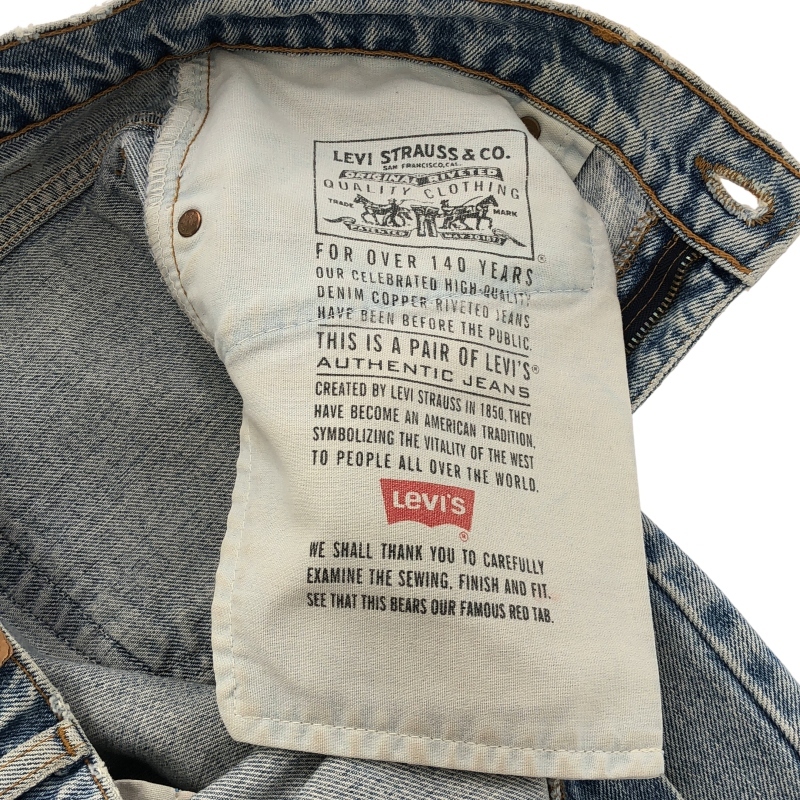 LEVI STRAUSS & CO.
SAN FRANCISCO, CAL.
ORIGINAL RIVETED
QUALITY CLOTHING
TRADE MARK
PATENTED MAY 20 1873
®
FOR OVER 140 YEARS
OUR CELEBRATED HIGH-QUALITY
DENIM COPPER RIVETED JEANS
HAVE BEEN BEFORE THE PUBLIC.
THIS IS A PAIR OF LEVI'S®
AUTHENTIC JEANS
CREATED BY LEVI STRAUSS IN 1850, THEY
HAVE BECOME AN AMERICAN TRADITION,
SYMBOLIZING THE VITALITY OF THE WEST
TO PEOPLE ALL OVER THE WORLD.
LEVI'S
®
WE SHALL THANK YOU TO CAREFULLY
EXAMINE THE SEWING, FINISH AND FIT.
SEE THAT THIS BEARS OUR FAMOUS RED TAB.